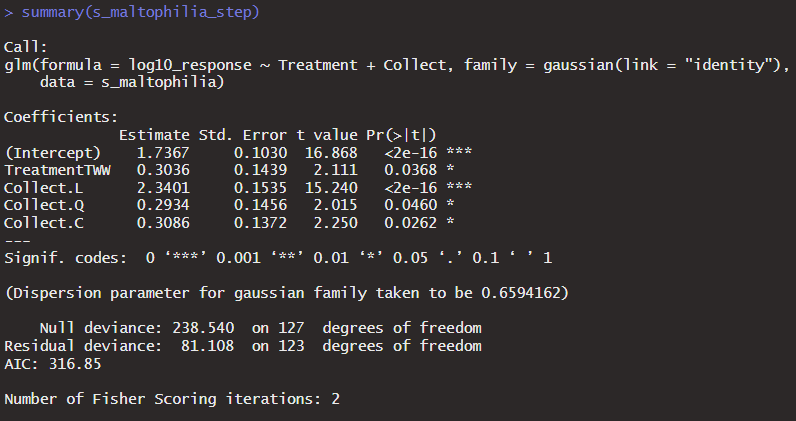 > summary(s_maltophilia_step)
Call:
glm(formula = log10_response ~ Treatment + Collect, family = gaussian(link = "identity"),
    data = s_maltophilia)
Coefficients:
             Estimate Std. Error t value Pr(>|t|)
(Intercept)    1.7367     0.1030  16.868   <2e-16 ***
TreatmentTWW   0.3036     0.1439   2.111   0.0368 *
Collect.L      2.3401     0.1535  15.240   <2e-16 ***
Collect.Q      0.2934     0.1456   2.015   0.0460 *
Collect.C      0.3086     0.1372   2.250   0.0262 *
---
Signif. codes:  0 ‘***’ 0.001 ‘**’ 0.01 ‘*’ 0.05 ‘.’ 0.1 ‘ ’ 1
(Dispersion parameter for gaussian family taken to be 0.6594162)
    Null deviance: 238.540  on 127  degrees of freedom
Residual deviance:  81.108  on 123  degrees of freedom
AIC: 316.85
Number of Fisher Scoring iterations: 2